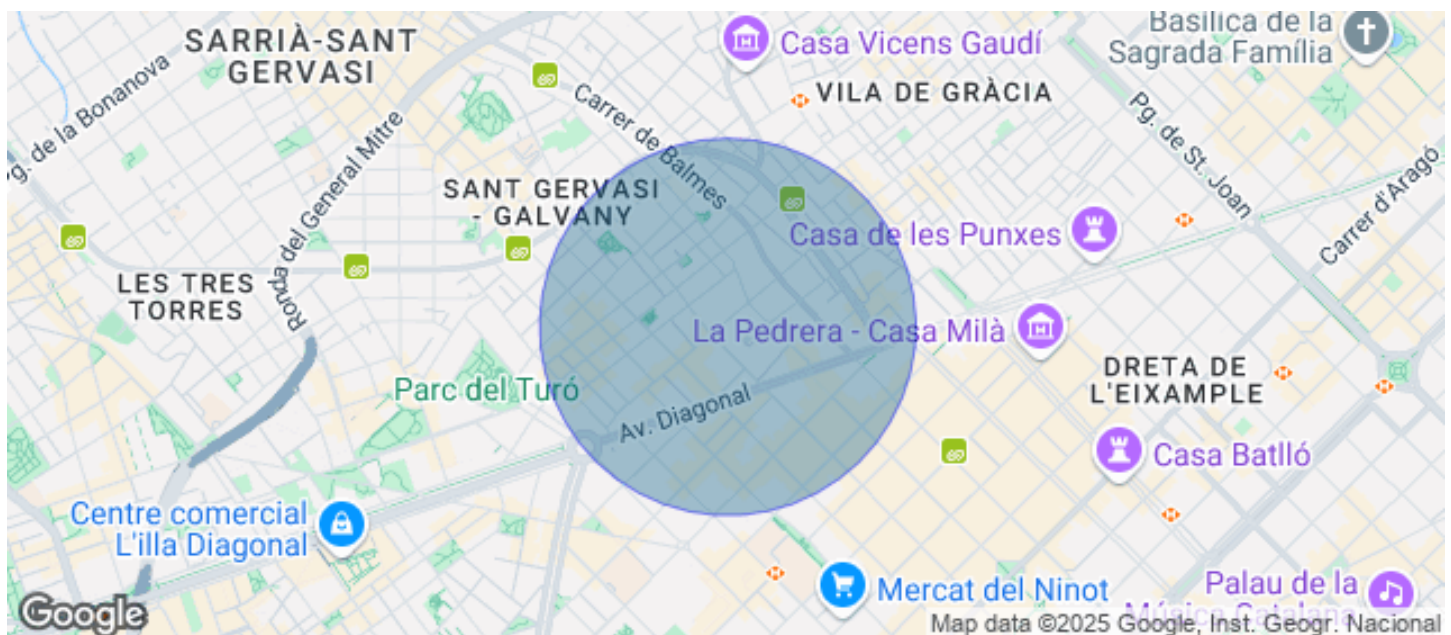 Basílica de la
Sagrada Família
SARRIÀ-SANT
GERVASI
Casa Vicens Gaudí
VILA DE GRÀCIA
Pg. de la Bonanova
Carrer de Balmes
Pg. de St. Joan
Ronda del General Mitre
SANT GERVASI
- GALVANY
Carrer d'Aragó
Casa de les Punxes
LES TRES
TORRES
La Pedrera - Casa Milà
DRETA DE
L'EIXAMPLE
Parc del Turó
Av. Diagonal
Casa Batlló
Centre comercial
L'illa Diagonal
Mercat del Ninot
Palau de la
Música Catalana
Google
Map data ©2025 Google, Inst. Geogr. Nacional